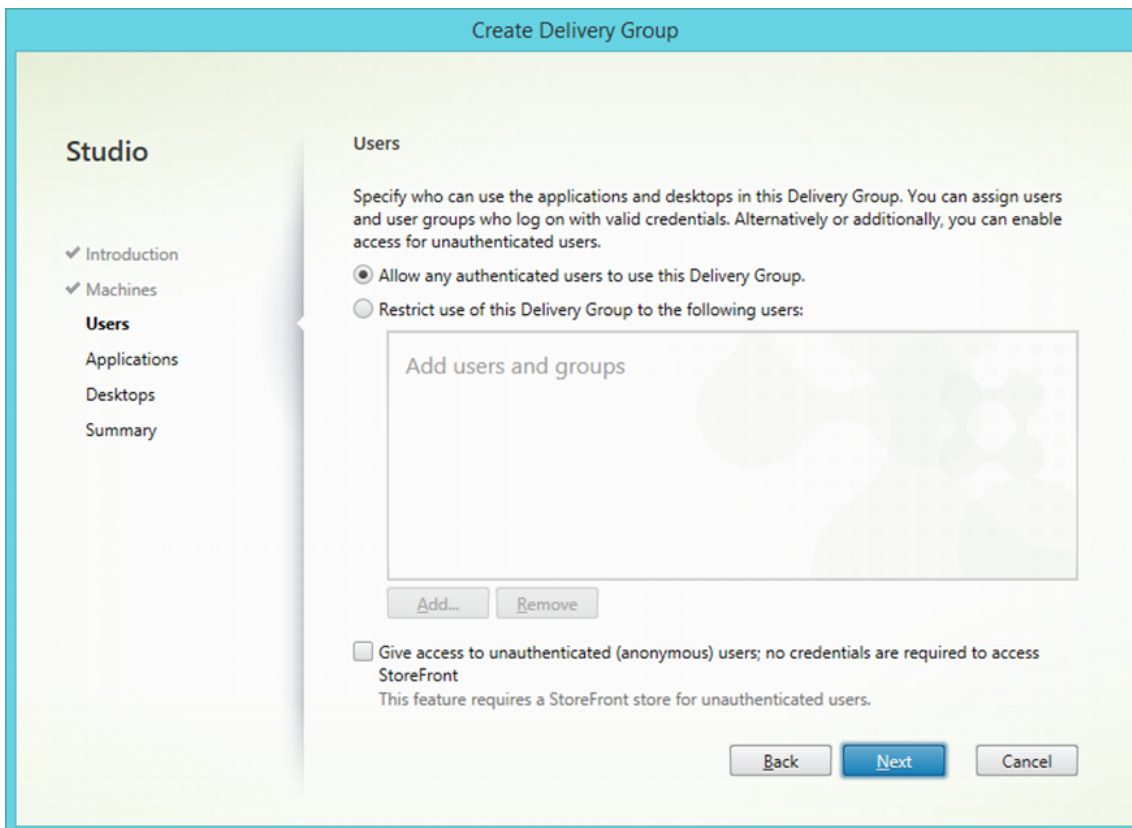 Create Delivery Group
Studio
Introduction
Machines
Users
Applications
Desktops
Summary
Users
Specify who can use the applications and desktops in this Delivery Group. You can assign users
and user groups who log on with valid credentials. Alternatively or additionally, you can enable
access for unauthenticated users.
Allow any authenticated users to use this Delivery Group.
Restrict use of this Delivery Group to the following users:
Add users and groups
Add...
Remove
Give access to unauthenticated (anonymous) users; no credentials are required to access
StoreFront
This feature requires a StoreFront store for unauthenticated users.
Back
Next
Cancel